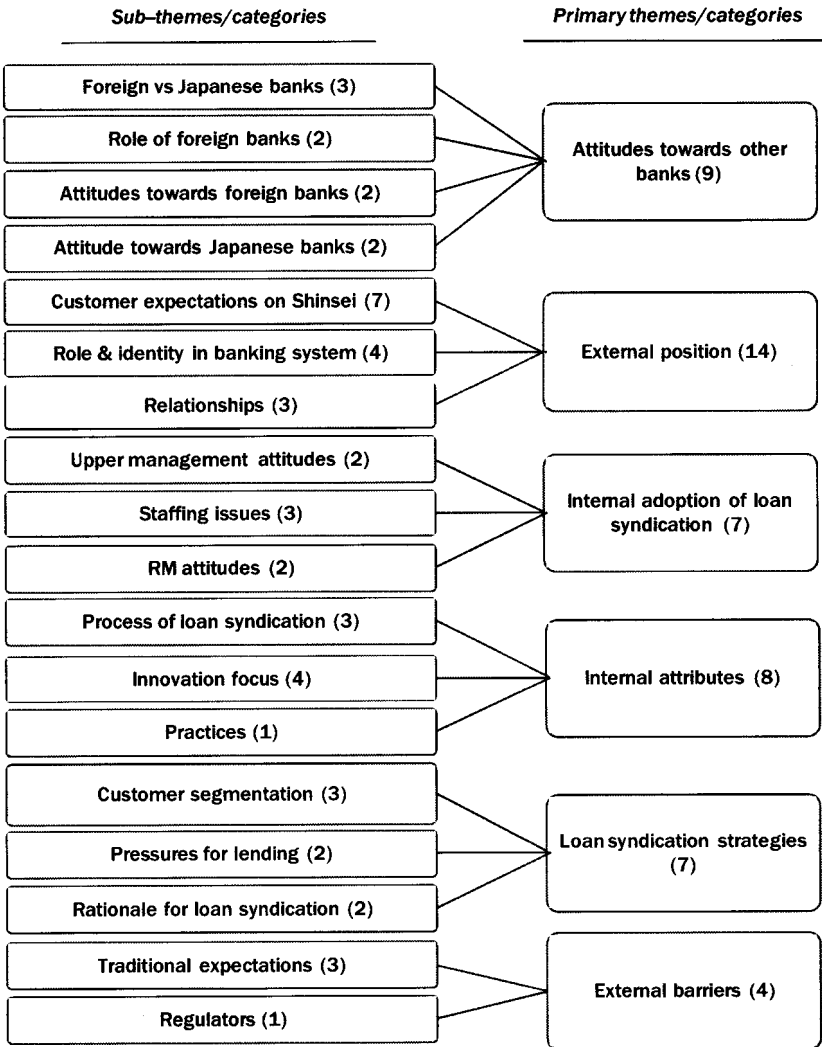 Sub-themes/categories
Primary themes/categories
Foreign vs Japanese banks (3)
Role of foreign banks (2)
Attitudes towards foreign banks (2)
Attitude towards Japanese banks (2)
Attitudes towards other
banks (9)
Customer expectations on Shinsei (7)
Role & identity in banking system (4)
Relationships (3)
External position (14)
Upper management attitudes (2)
Staffing issues (3)
RM attitudes (2)
Internal adoption of loan
syndication (7)
Process of loan syndication (3)
Innovation focus (4)
Practices (1)
Internal attributes (8)
Customer segmentation (3)
Pressures for lending (2)
Rationale for loan syndication (2)
Loan syndication strategies
(7)
Traditional expectations (3)
Regulators (1)
External barriers (4)